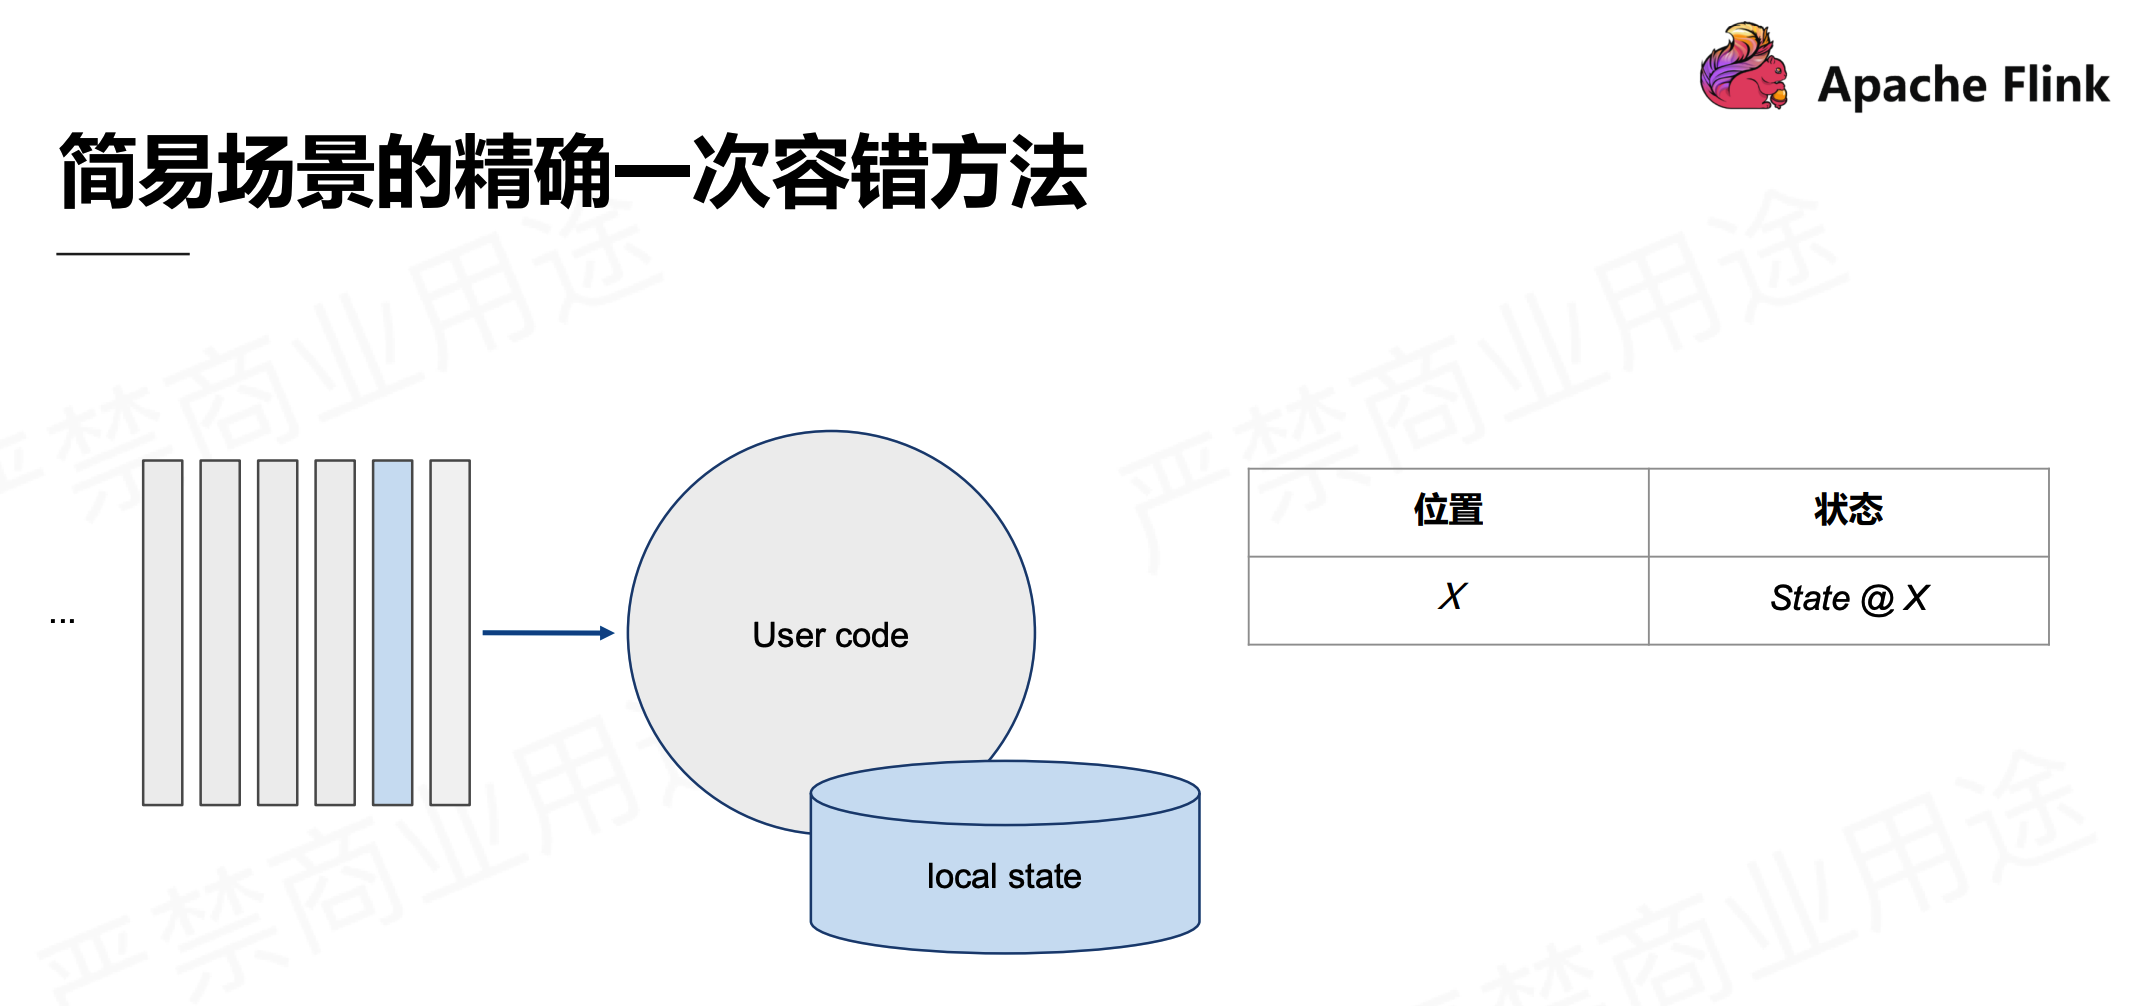 Apache Flink
简易场景的精确一次容错方法
...
User code
local state
位置 状态
X State @ X
严禁商业用途
严禁商业用途
严禁商业用途
严禁商业用途